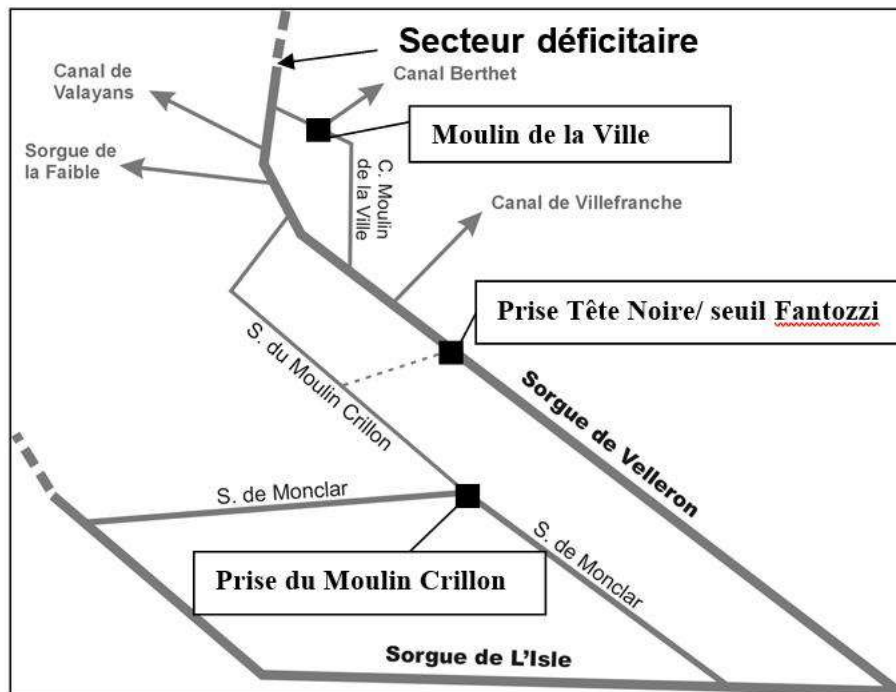 Secteur déficitaire
Canal de
Valayans
Canal Berthet
Moulin de la Ville
Sorgue de
la Faible
C. Moulin
de la Ville
Canal de Villefranche
Prise Tête Noire/ seuil Fantozzi
S. du Moulin Crillon
Sorgue de Velleron
S. de Monclar
Prise du Moulin Crillon
S. de Monclar
Sorgue de L'Isle